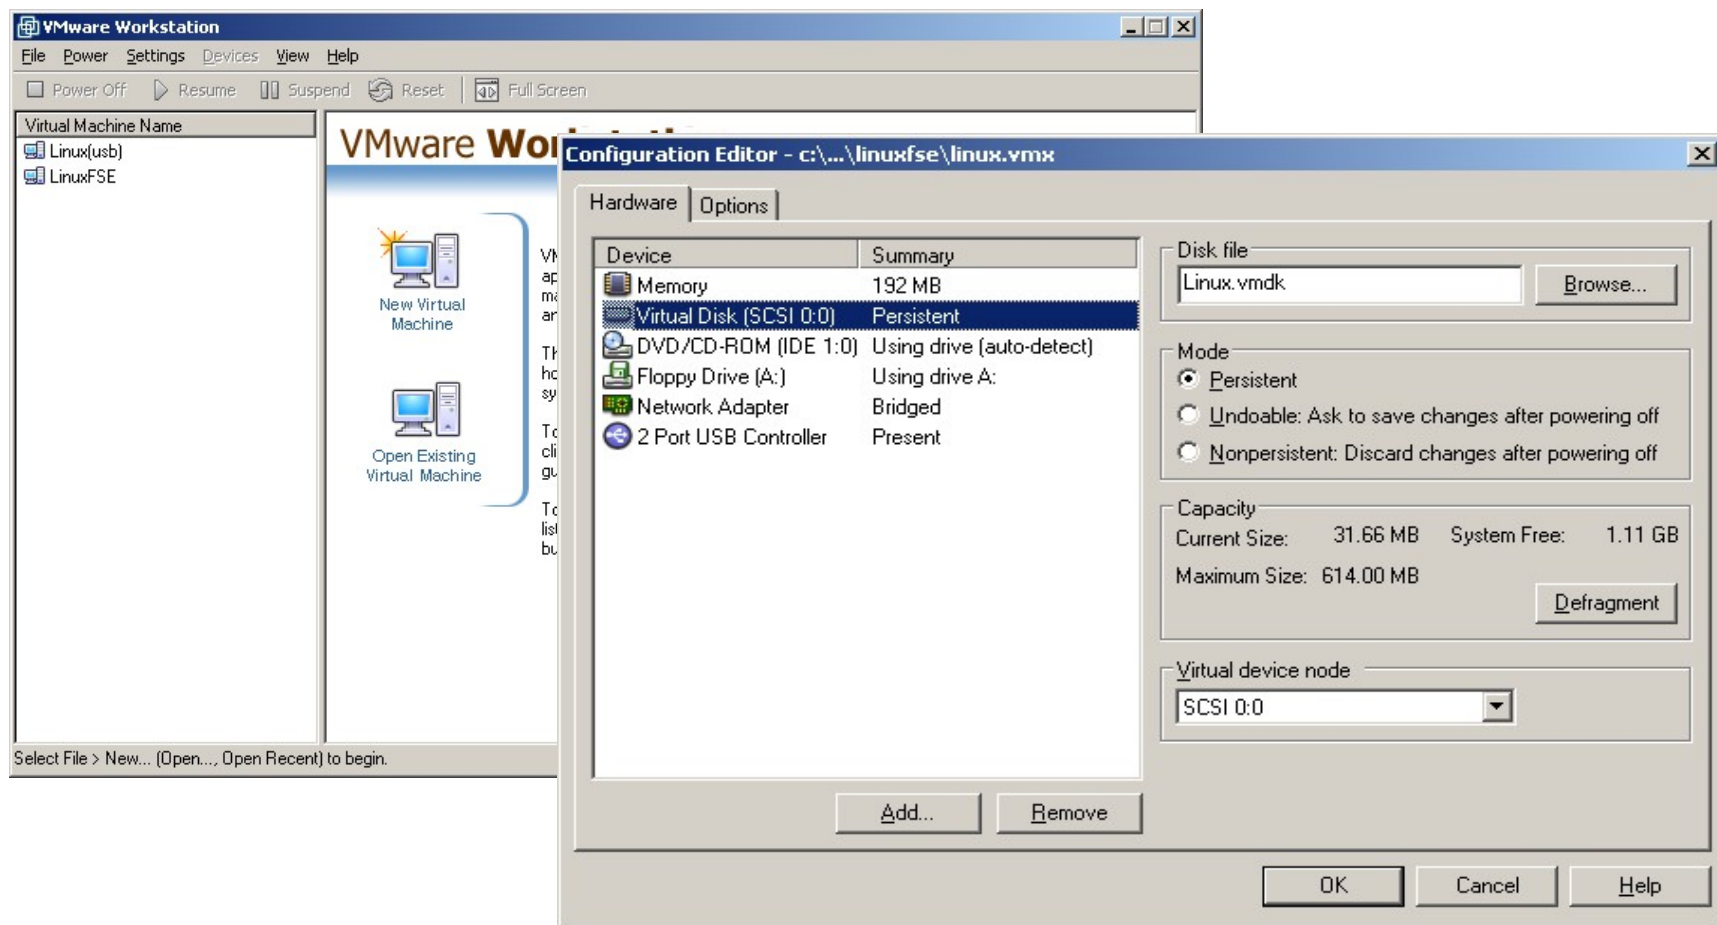 VMware Workstation
File Power Settings Devices View Help
Power Off Resume Suspend Reset Full Screen
Virtual Machine Name
Linux(usb)
LinuxFSE
VMware
New Virtual
Machine
Open Existing
Virtual Machine
Select File > New... (Open..., Open Recent) to begin.
Configuration Editor - c:\...\linuxfse\linux.vmx
Hardware Options
Device Summary
Memory 192 MB
Virtual Disk (SCSI 0:0) Persistent
DVD/CD-ROM (IDE 1:0) Using drive (auto-detect)
Floppy Drive (A:) Using drive A:
Network Adapter Bridged
2 Port USB Controller Present
Add... Remove
Disk file
Linux.vmdk Browse...
Mode
Persistent
Undoable: Ask to save changes after powering off
Nonpersistent: Discard changes after powering off
Capacity
Current Size: 31.66 MB System Free: 1.11 GB
Maximum Size: 614.00 MB
Defragment
Virtual device node
SCSI 0:0
OK Cancel Help